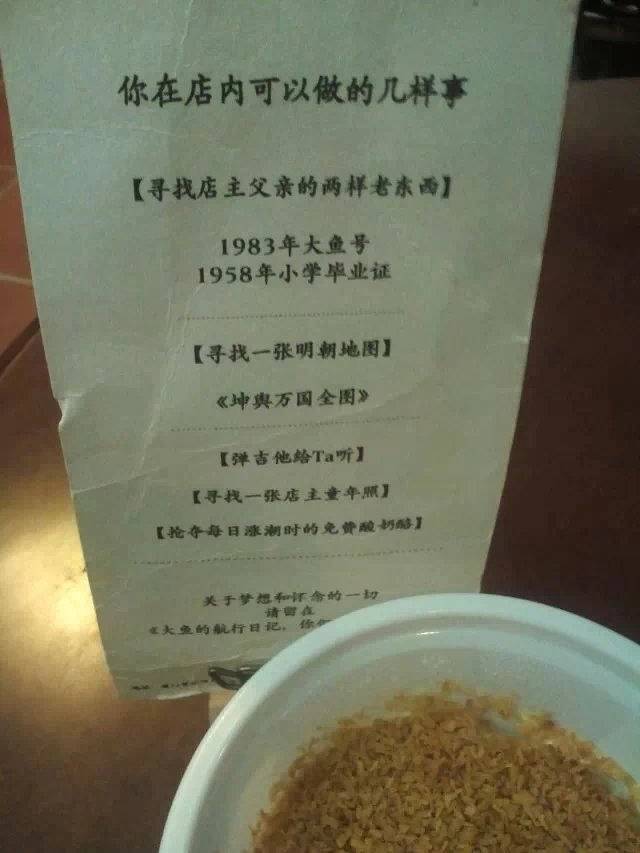 你在店内可以做的几样事
【寻找店主父亲的两样老东西】
1983年大鱼号
1958年小学毕业证
【寻找一张明朝地图】
《坤舆万国全图》
【弹吉他给Ta听】
【寻找一张店主童年照】
【抢夺每日涨潮时的免费酸奶醅】
关于梦想和怀念的一切
请留在
《大鱼的航行日记，你